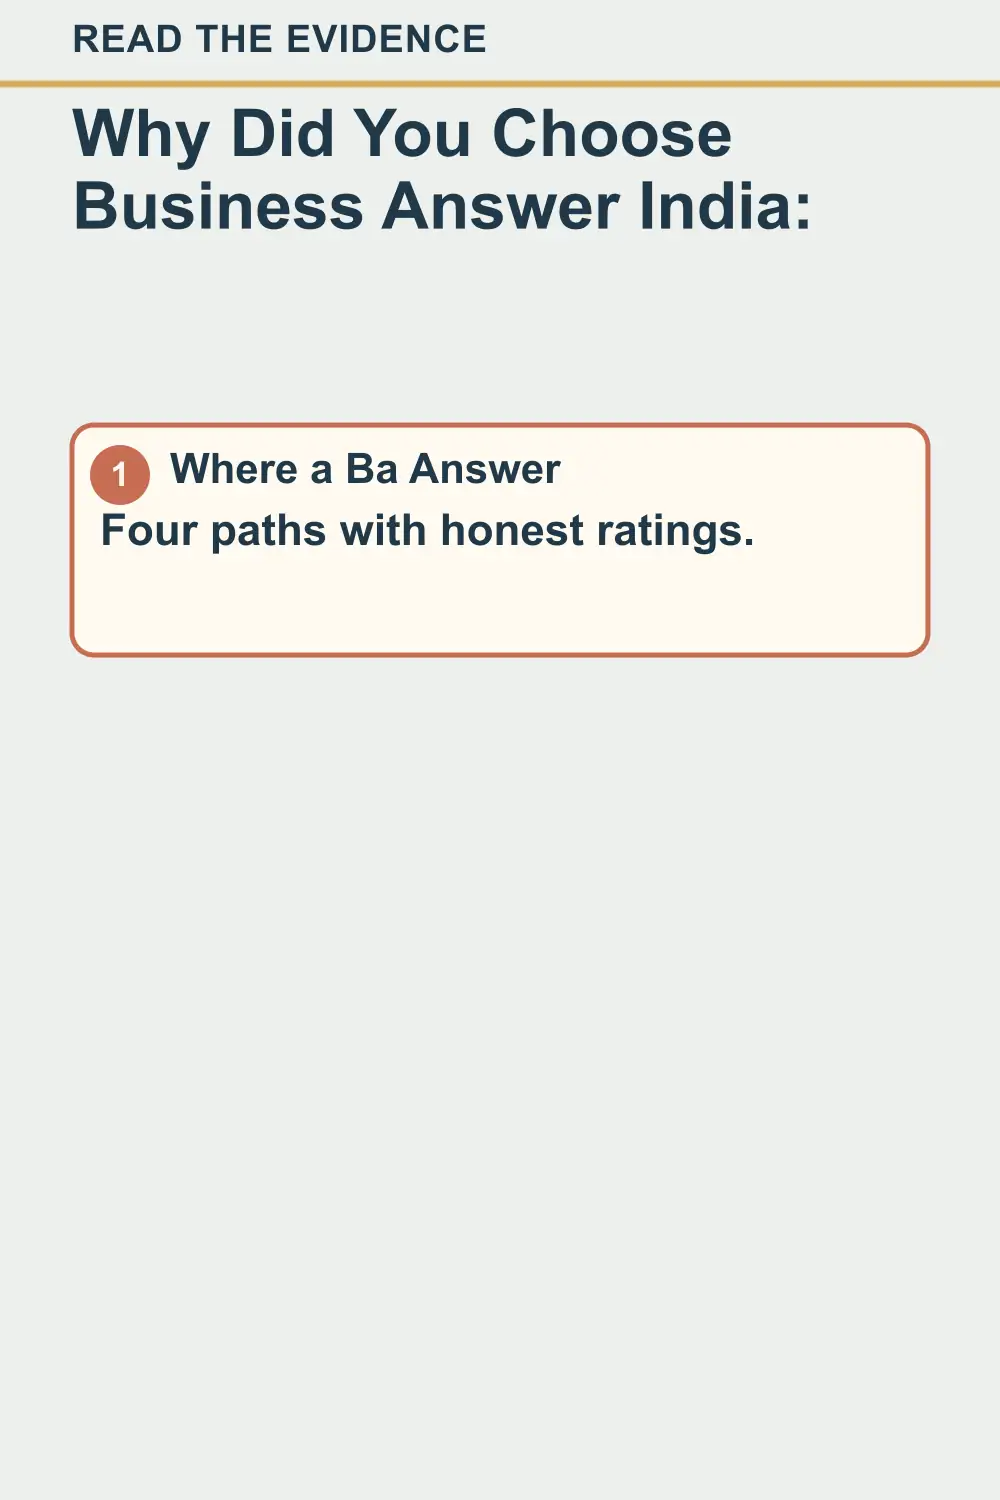 READ THE EVIDENCE
Why Did You Choose
Business Answer India:
1 Where a Ba Answer
Four paths with honest ratings.